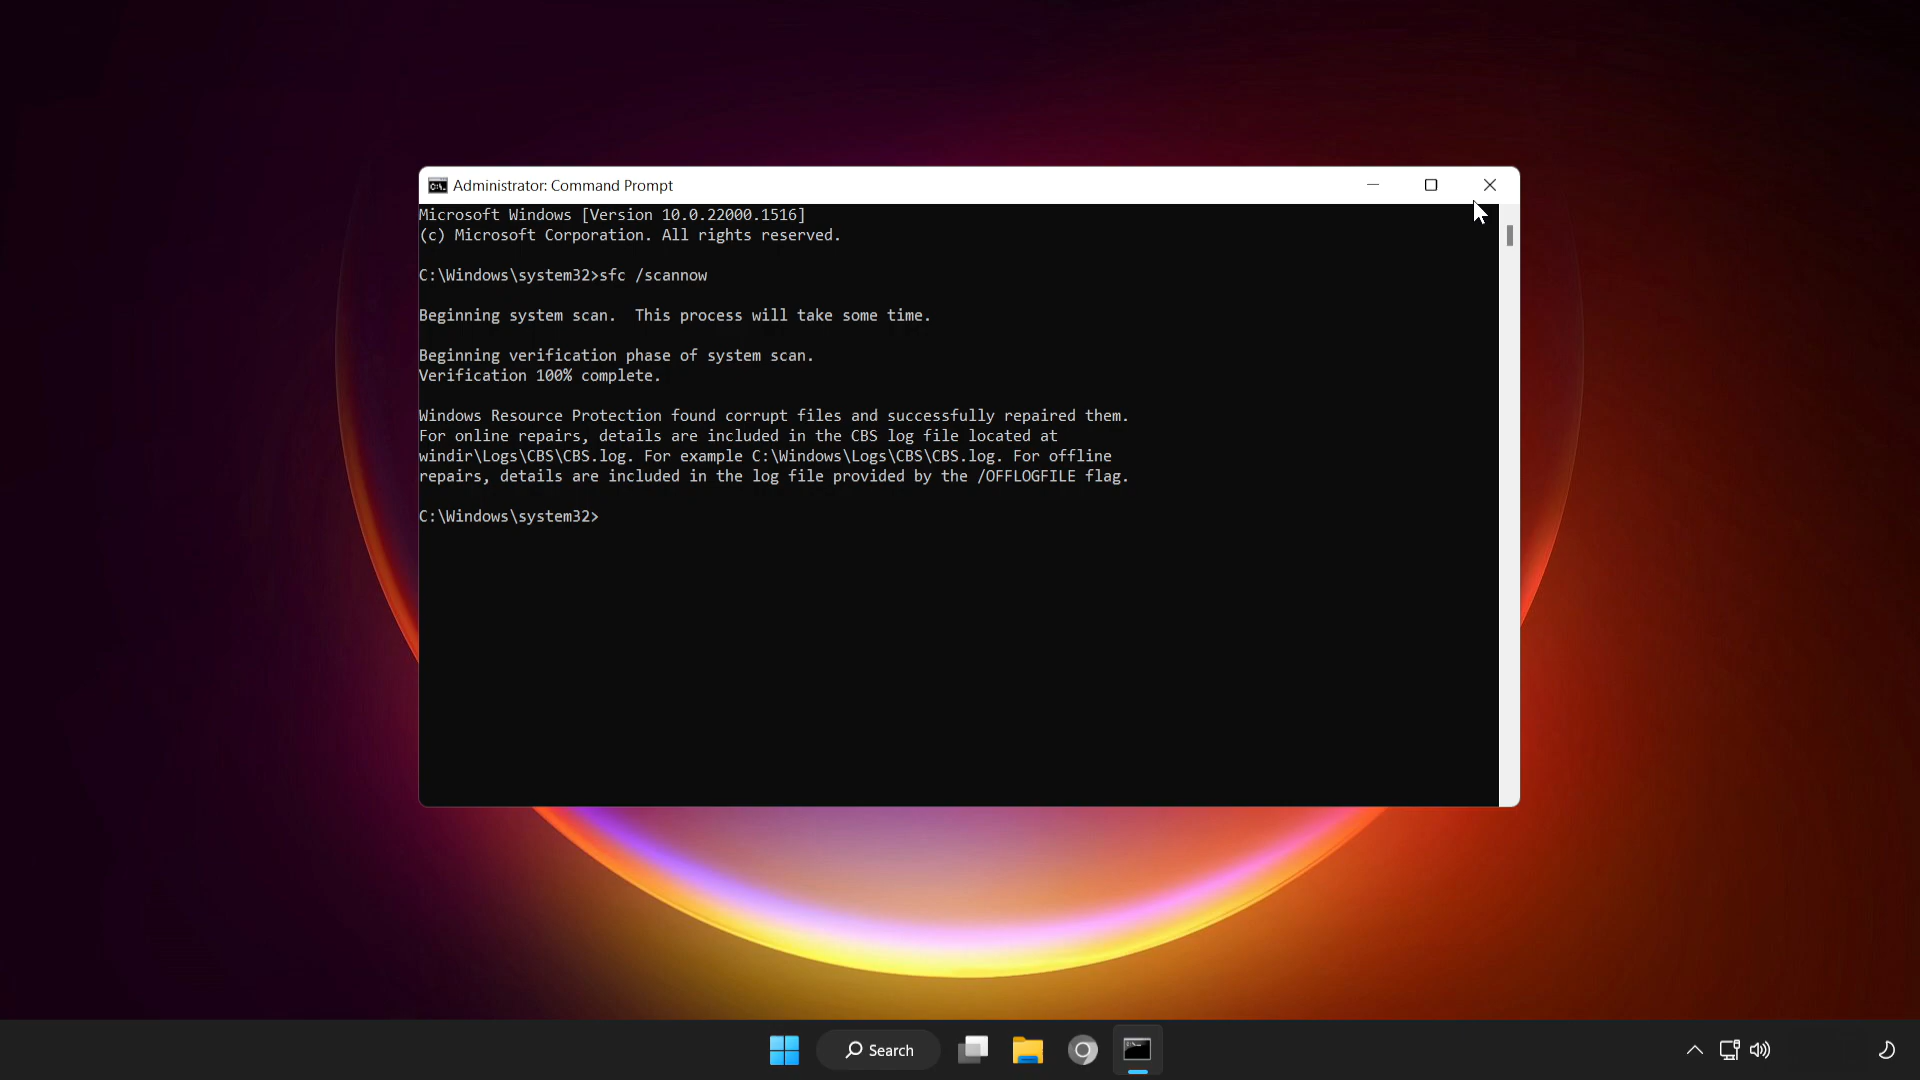 Administrator: Command Prompt
Microsoft Windows [Version 10.0.22000.1516]
(c) Microsoft Corporation. All rights reserved.
C:\Windows\system32>sfc /scannow
Beginning system scan.  This process will take some time.
Beginning verification phase of system scan.
Verification 100% complete.
Windows Resource Protection found corrupt files and successfully repaired them.
For online repairs, details are included in the CBS log file located at
windir\Logs\CBS\CBS.log. For example C:\Windows\Logs\CBS\CBS.log. For offline
repairs, details are included in the log file provided by the /OFFLOGFILE flag.
C:\Windows\system32>
Search